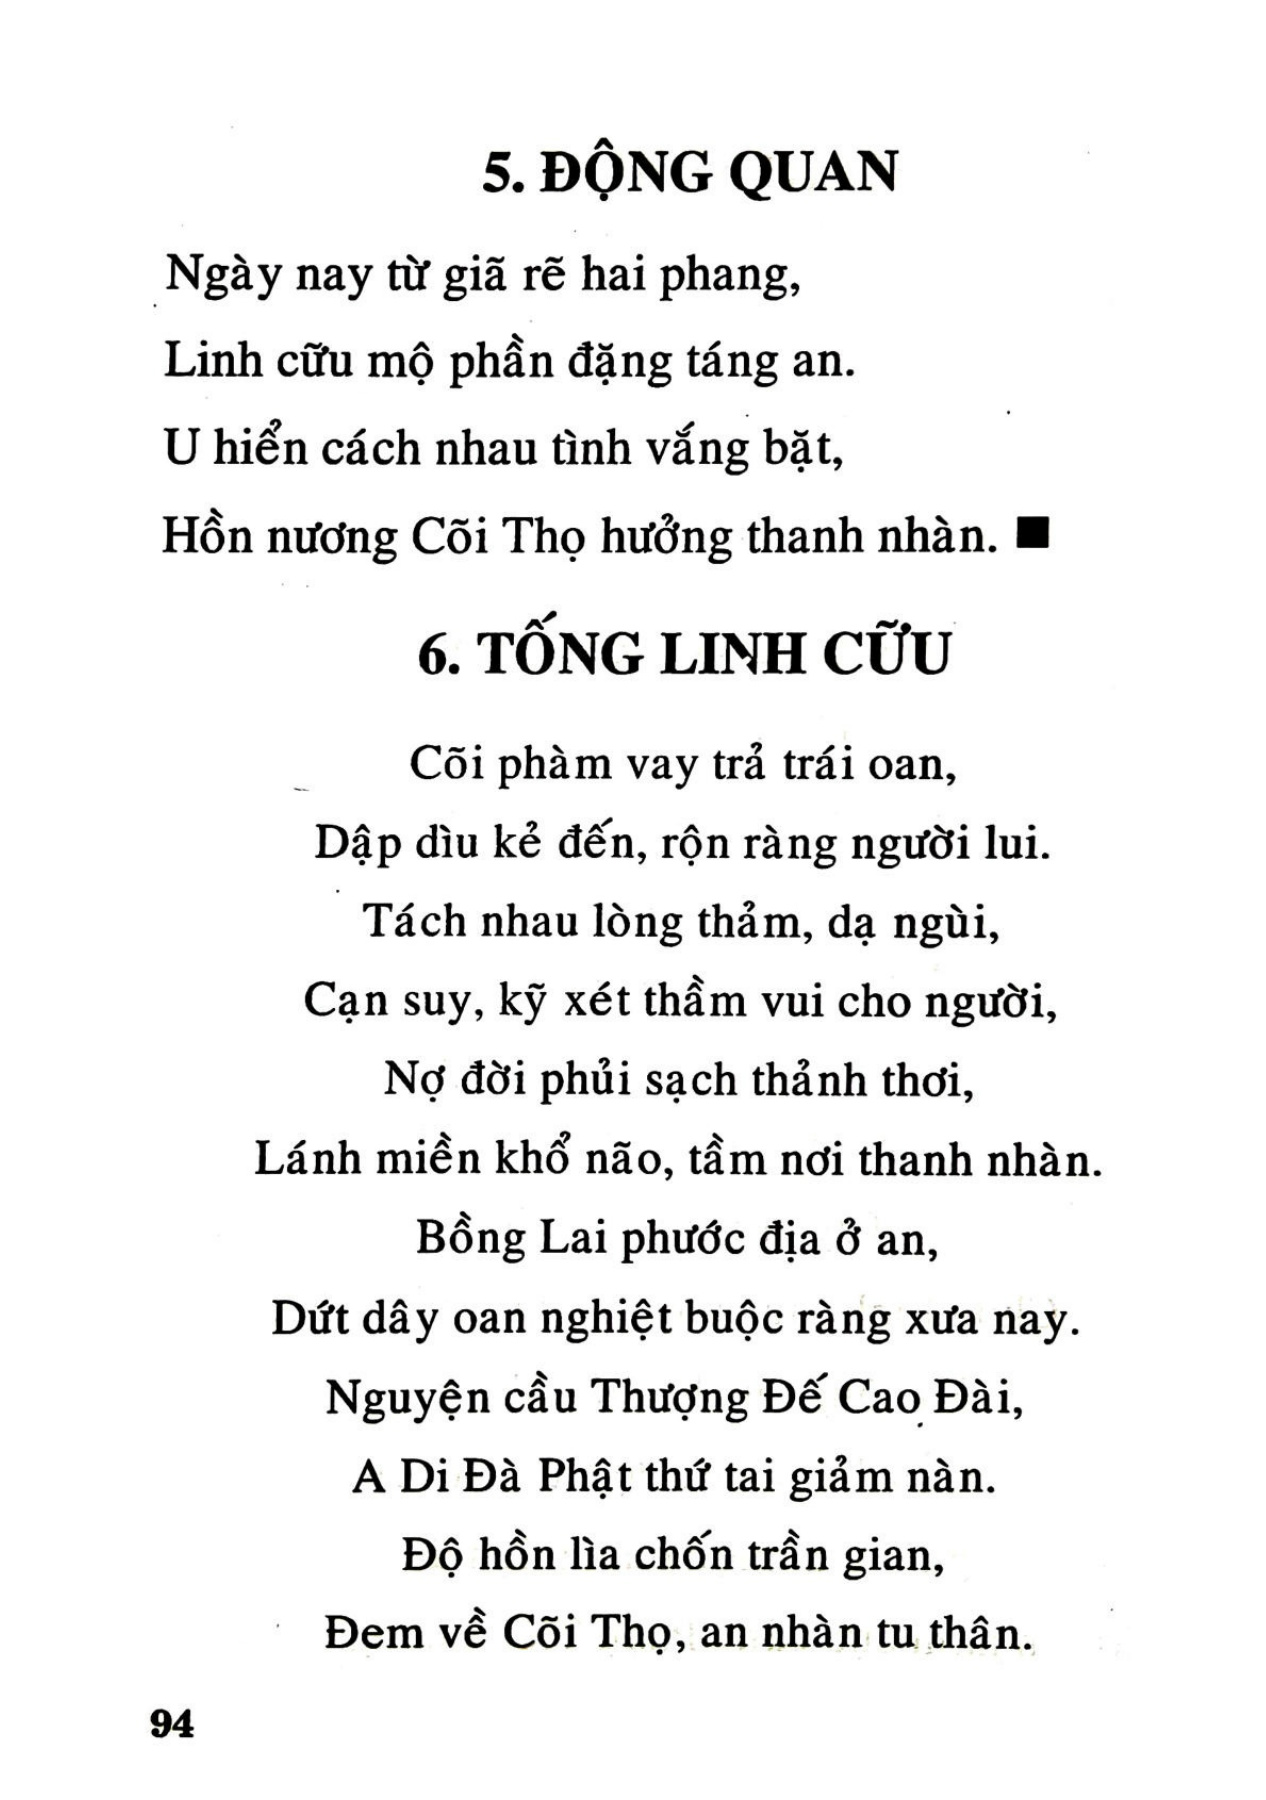 5. ĐỘNG QUAN
Ngày nay từ giã rẽ hai phang,
Linh cữu mộ phần đặng táng an.
U hiển cách nhau tình vắng bặt,
Hồn nương Cõi Thọ hưởng thanh nhàn. ■
6. TỐNG LINH CỮU
Cõi phàm vay trả trái oan,
Dập dìu kẻ đến, rộn ràng người lui.
Tách nhau lòng thảm, dạ ngùi,
Cạn suy, kỹ xét thầm vui cho người,
Nợ đời phủi sạch thảnh thơi,
Lánh miền khổ não, tầm nơi thanh nhàn.
Bồng Lai phước địa ở an,
Dứt dây oan nghiệt buộc ràng xưa nay.
Nguyện cầu Thượng Đế Cao Đài,
A Di Đà Phật thứ tai giảm nàn.
Độ hồn lìa chốn trần gian,
Đem về Cõi Thọ, an nhàn tu thân.
94